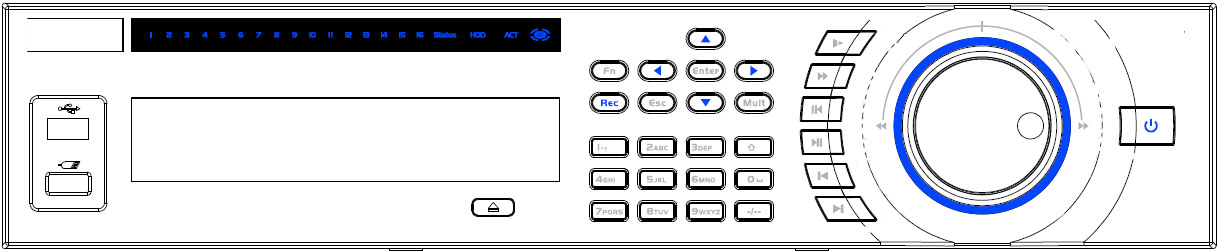 1 2 3 4 5 6 7 8 9 10 11 12 13 14 15 16 Status HDD ACT
Fn Enter
Rec Esc Mult
1., 2ABC 3DEF
4GHI 5JKL 6MNO 0
7PQRS 8TUV 9WXYZ -/--